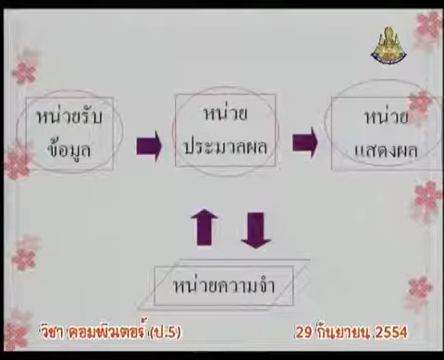 หน่วยรับ
ข้อมูล
หน่วย
ประมวลผล
หน่วย
แสดงผล
หน่วยความจำ
วิชา คอมพิวเตอร์ (ป.5)
29 กันยายน 2554